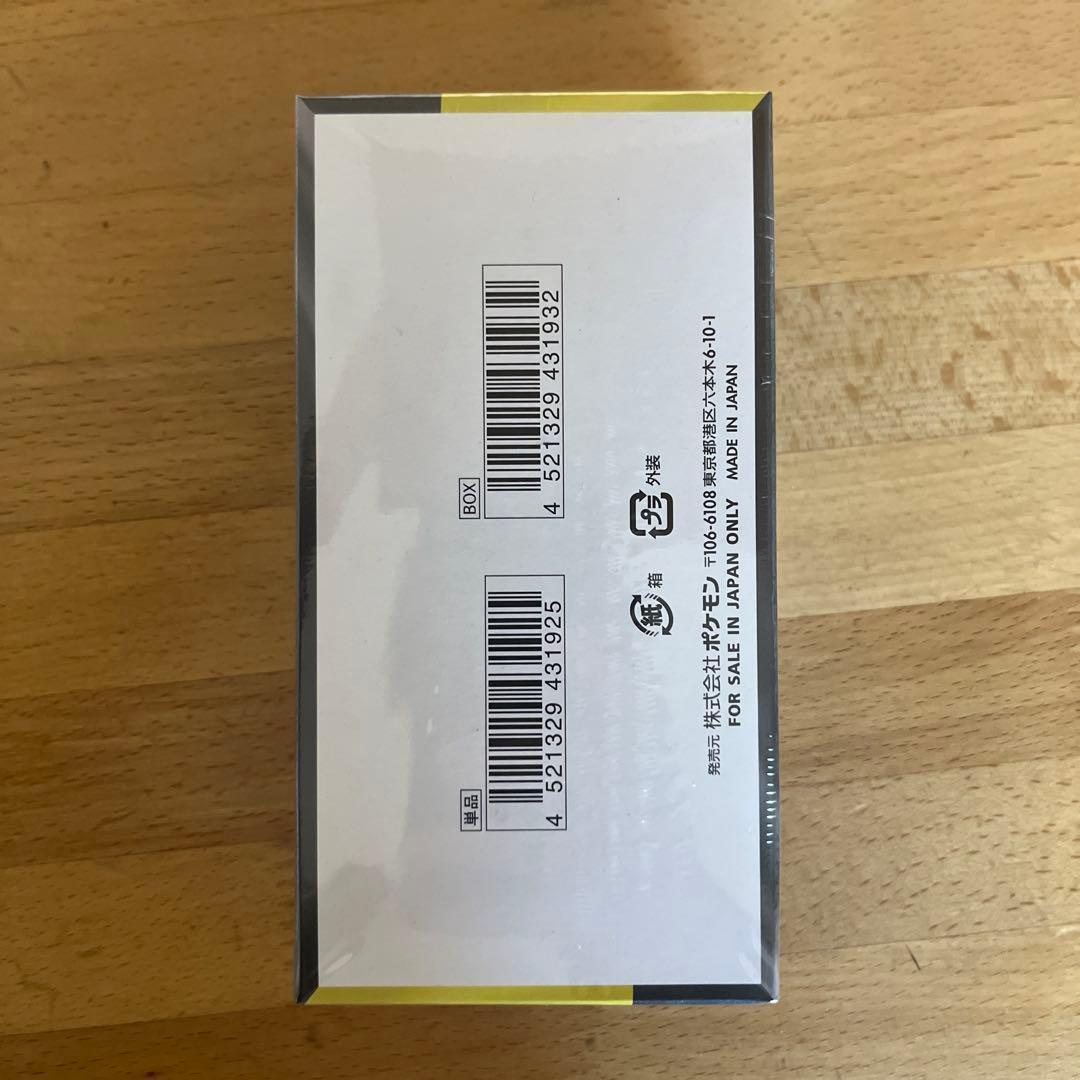 単品
4 521329 431925
BOX
4 521329 431932
紙 箱
プラ 外装
発売元 株式会社 ポケモン 〒106-6108 東京都港区六本木6-10-1
FOR SALE IN JAPAN ONLY MADE IN JAPAN